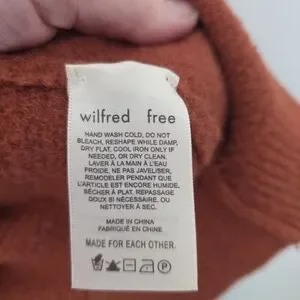 wilfred free
HAND WASH COLD, DO NOT
BLEACH, RESHAPE WHILE DAMP,
DRY FLAT, COOL IRON ONLY IF
NEEDED, OR DRY CLEAN.
LAVER À LA MAIN À L'EAU
FROIDE, NE PAS JAVELISER,
REMODELER PENDANT QUE
L'ARTICLE EST ENCORE HUMIDE,
SÉCHER À PLAT. REPASSAGE
DOUX SI NÉCESSAIRE. OU
NETTOYER À SEC.
MADE IN CHINA
FABRIQUÉ EN CHINE
MADE FOR EACH OTHER.
P